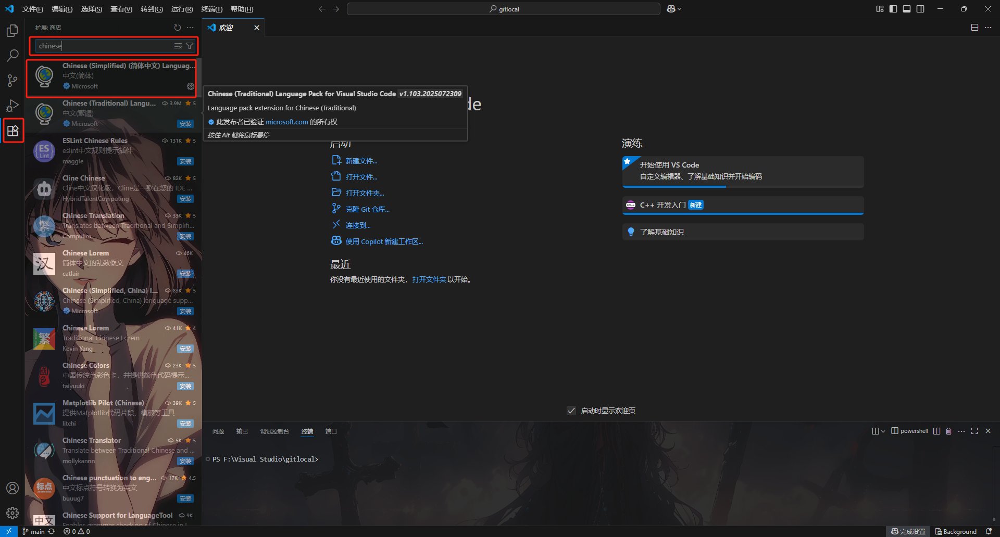 文件(F) 编辑(E) 选择(S) 查看(V) 转到(G) 运行(R) 终端(T) 帮助(H)
gitlocal
扩展: 商店
欢迎
chinese
Chinese (Simplified) (简体中文) Languag...
中文(简体)
Microsoft
Chinese (Traditional) Langu... 3.9M 5
中文(繁體)
Microsoft 安装
ESLint Chinese Rules 131K 5
eslint中文规则提示插件
maggie 安装
Cline Chinese 82K 5
Cline中文汉化版，Cline是一款在您的 IDE ...
HybridTalentComputing 安装
Chinese Translation 33K 5
Translates between Traditional and Simplifi...
Compulim 安装
Chinese Lorem 46K
简体中文的乱数假文
catlair 安装
Chinese (Simplified, China) l... 83K 5
Chinese (Simplified, China) language supp...
Microsoft 安装
Chinese Lorem 41K 4
Traditional Chinese Lorem
Kevin Yang 安装
Chinese Colors 23K 5
中国传统色彩色卡，并提供颜色代码提示...
taiyuuki 安装
Matplotlib Pilot (Chinese) 39K 5
提供Matplotlib代码片段、模板等工具
litchi 安装
Chinese Translator 5K 5
Translate between Traditional Chinese and ...
mollykannn 安装
Chinese punctuation to eng... 17K 4.5
中文标点符号转换为英文
buuug7 安装
Chinese Support for LanguageTool 9K
ES
Lint
繁
汉
繁
标点
中文
Chinese (Traditional) Language Pack for Visual Studio Code v1.103.2025072309
Language pack extension for Chinese (Traditional)
此发布者已验证 microsoft.com 的所有权
按住 Alt 键将鼠标悬停
de
启动
新建文件...
打开文件...
打开文件夹...
克隆 Git 仓库...
连接到...
使用 Copilot 新建工作区...
最近
你没有最近使用的文件夹，打开文件夹以开始。
演练
开始使用 VS Code
自定义编辑器、了解基础知识并开始编码
C/C++ C++ 开发入门 新建
了解基础知识
启动时显示欢迎页
问题 输出 调试控制台 终端 端口
powershell
PS F:\Visual Studio\gitlocal>
main 0 0
完成设置 Background